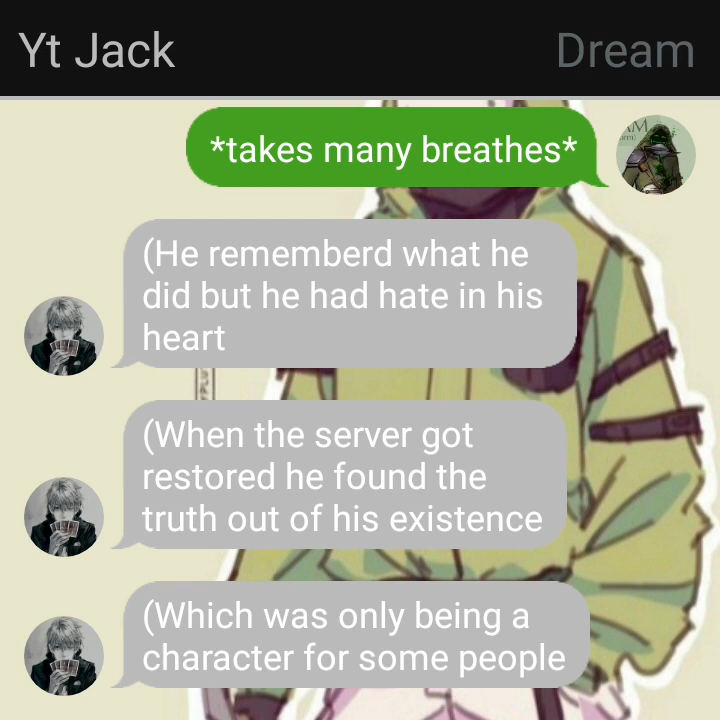 Yt Jack
Dream
*takes many breathes*
(He rememberd what he
did but he had hate in his
heart
(When the server got
restored he found the
truth out of his existence
(Which was only being a
character for some people